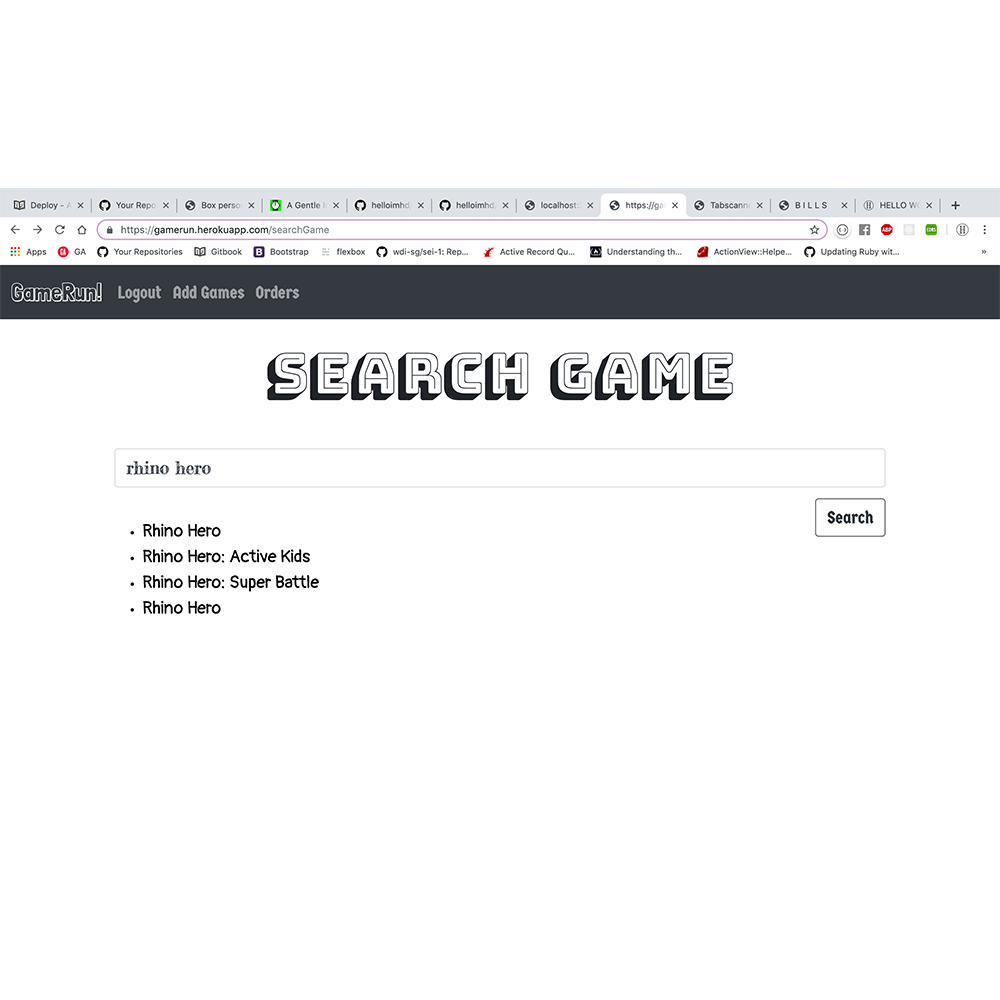 Deploy - A Your Repo Box perso A Gentle I helloimhd helloimhd localhost: https://ga Tabscann B I L L S HELLO W
https://gamerun.herokuapp.com/searchGame
Apps GA Your Repositories Gitbook Bootstrap flexbox wdi-sg/sei-1: Rep... Active Record Qu... Understanding th... ActionView::Helpe... Updating Ruby wit... »
GameRun! Logout Add Games Orders
SEARCH GAME
rhino hero
Search
• Rhino Hero
• Rhino Hero: Active Kids
• Rhino Hero: Super Battle
• Rhino Hero